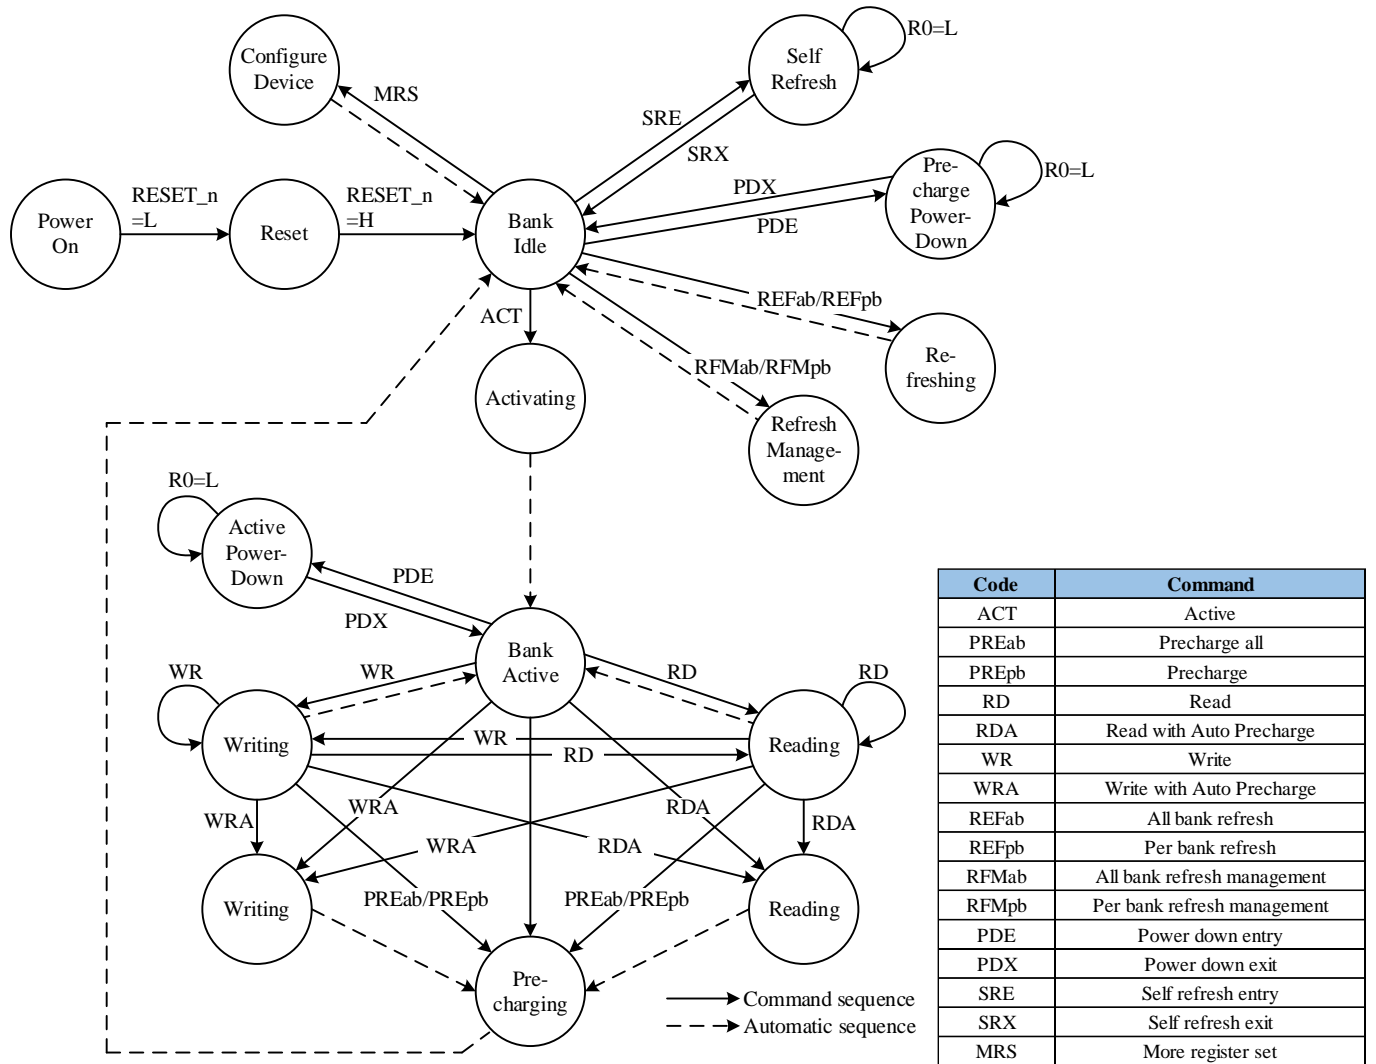 Configure
Device
MRS
Self
Refresh
R0=L
SRE
SRX
Power
On
RESET_n
=L
Reset
RESET_n
=H
Bank
Idle
PDX
PDE
Pre-
charge
Power-
Down
R0=L
ACT
REFab/REFpb
Re-
freshing
RFMab/RFMpb
Refresh
Manage-
ment
Activating
R0=L
Active
Power-
Down
PDE
PDX
Bank
Active
WR
WR
RD
RD
Writing
WR
RD
Reading
WRA
WRA
WRA
RDA
RDA
RDA
Writing
PREab/PREpb
PREab/PREpb
Reading
Pre-
charging
Command sequence
Automatic sequence
Code Command
ACT Active
PREab Precharge all
PREpb Precharge
RD Read
RDA Read with Auto Precharge
WR Write
WRA Write with Auto Precharge
REFab All bank refresh
REFpb Per bank refresh
RFMab All bank refresh management
RFMpb Per bank refresh management
PDE Power down entry
PDX Power down exit
SRE Self refresh entry
SRX Self refresh exit
MRS More register set